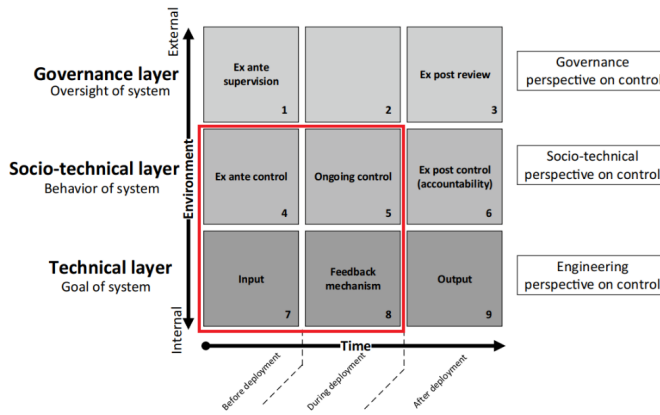 External
Governance layer
Oversight of system
Ex ante
supervision
1
2
Ex post review
3
Governance
perspective on control
Environment
Socio-technical layer
Behavior of system
Ex ante control
4
Ongoing control
5
Ex post control
(accountability)
6
Socio-technical
perspective on control
Technical layer
Goal of system
Input
7
Feedback
mechanism
8
Output
9
Engineering
perspective on control
Internal
Time
Before deployment
During deployment
After deployment